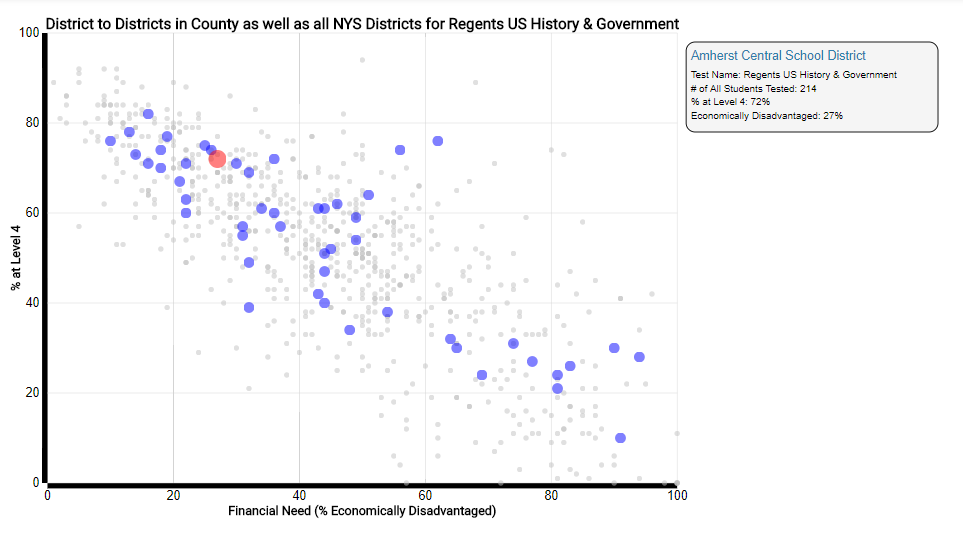 District to Districts in County as well as all NYS Districts for Regents US History & Government
100
80
60
40
20
0
% at Level 4
0 20 40 60 80 100
Financial Need (% Economically Disadvantaged)
Amherst Central School District
Test Name: Regents US History & Government
# of All Students Tested: 214
% at Level 4: 72%
Economically Disadvantaged: 27%